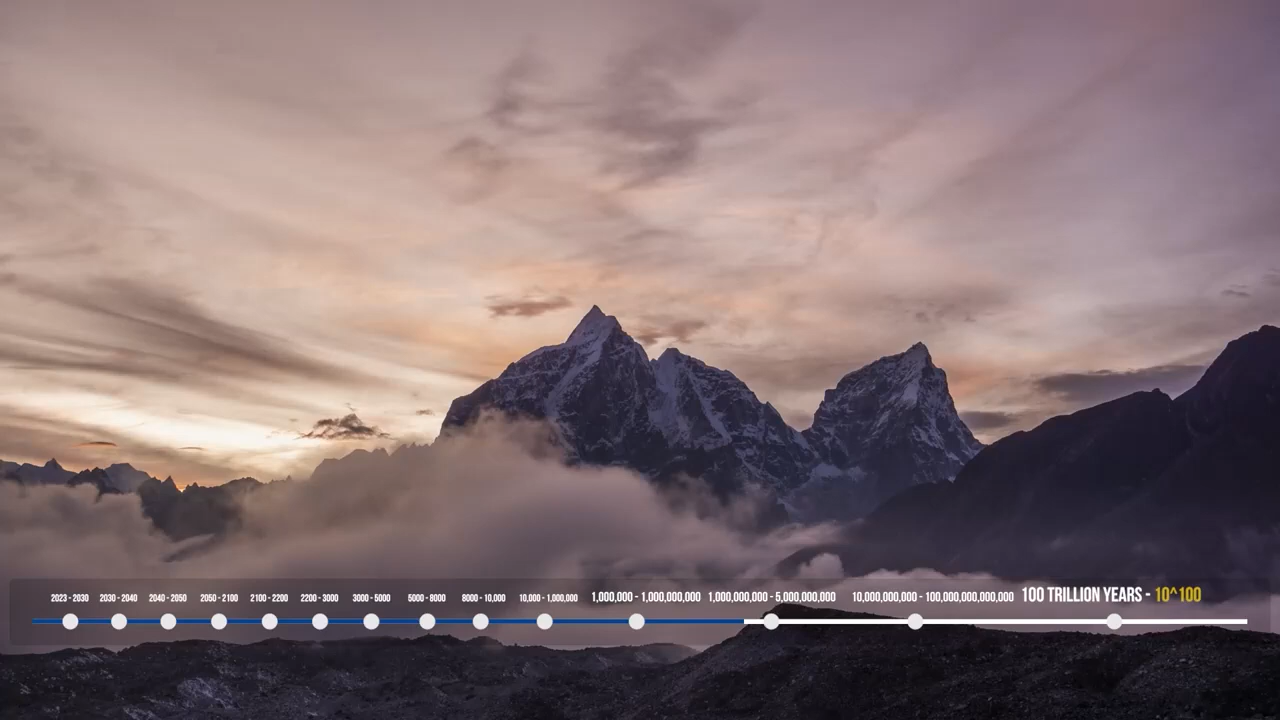 2023 - 2030
2030 - 2040
2040 - 2050
2050 - 2100
2100 - 2200
2200 - 3000
3000 - 5000
5000 - 8000
8000 - 10,000
10,000 - 1,000,000
1,000,000 - 1,000,000,000
1,000,000,000 - 5,000,000,000
10,000,000,000 - 100,000,000,000,000
100 TRILLION YEARS - 10^100